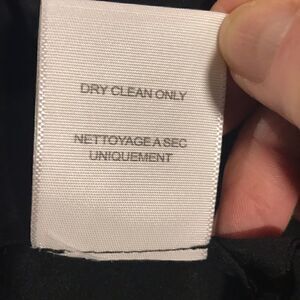 DRY CLEAN ONLY
NETTOYAGE A SEC
UNIQUEMENT